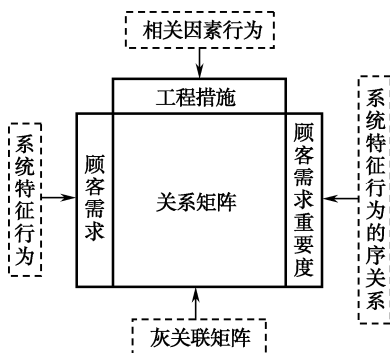 相关因素行为
工程措施
系统特征行为
顾客需求
关系矩阵
顾客需求重要度
系统特征行为的序关系
灰关联矩阵